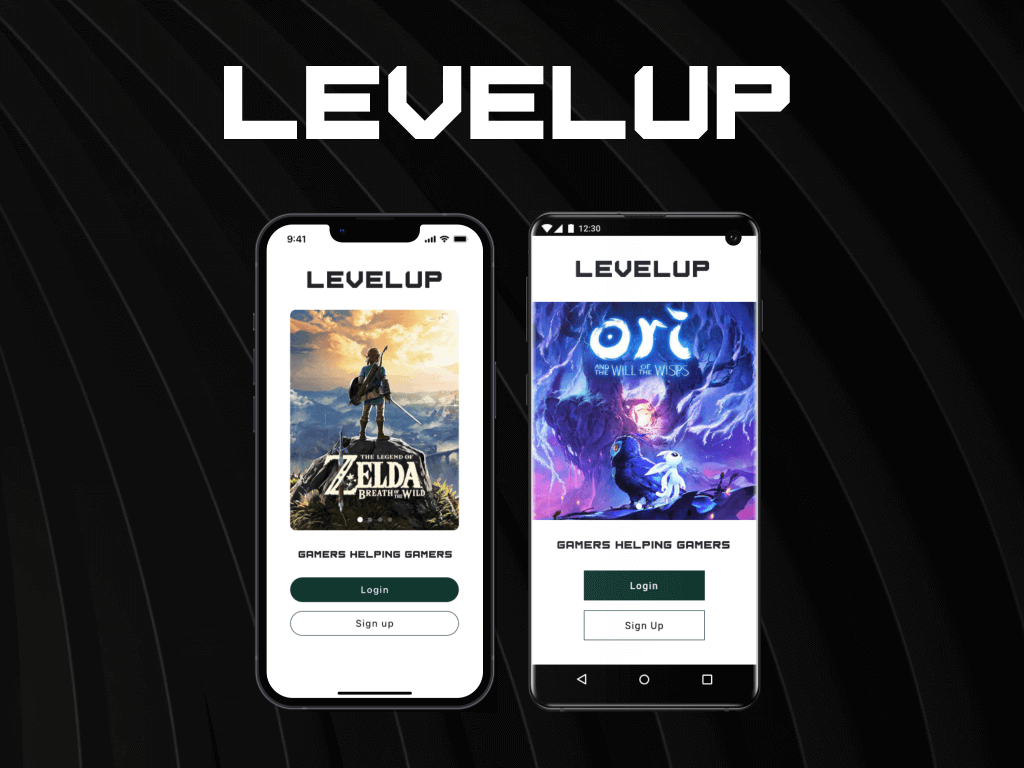 LEVELUP
9:41
LEVELUP
THE LEGEND OF
ZELDA
BREATH OF THE WILD
GAMERS HELPING GAMERS
Login
Sign up
12:30
LEVELUP
ori
AND THE WILL OF THE WISPS
GAMERS HELPING GAMERS
Login
Sign Up